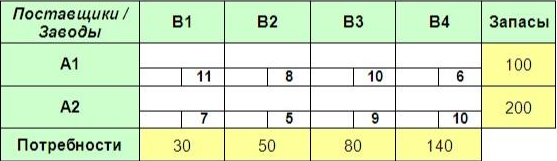 Поставщики / Заводы B1 B2 B3 B4 Запасы
A1 100
11 8 10 6
A2 200
7 5 9 10
Потребности 30 50 80 140